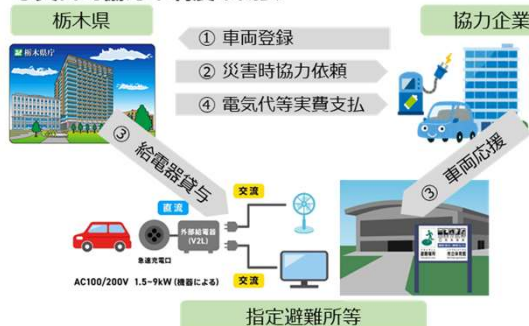 栃木県
協力企業
栃木県庁
① 車両登録
② 災害時協力依頼
④ 電気代等実費支払
③ 給電器貸与
③ 車両応援
直流
交流
外部給電器
(V2L)
急速充電口
交流
AC100/200V 1.5~9kW (機器による)
指定避難所等